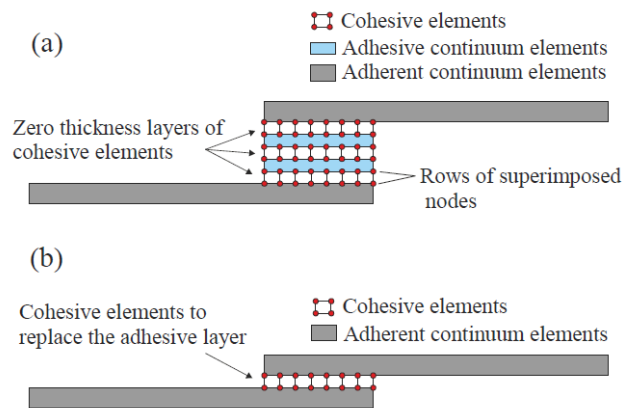 (a)
Cohesive elements
Adhesive continuum elements
Adherent continuum elements
Zero thickness layers of
cohesive elements
Rows of superimposed
nodes
(b)
Cohesive elements to
replace the adhesive layer
Cohesive elements
Adherent continuum elements